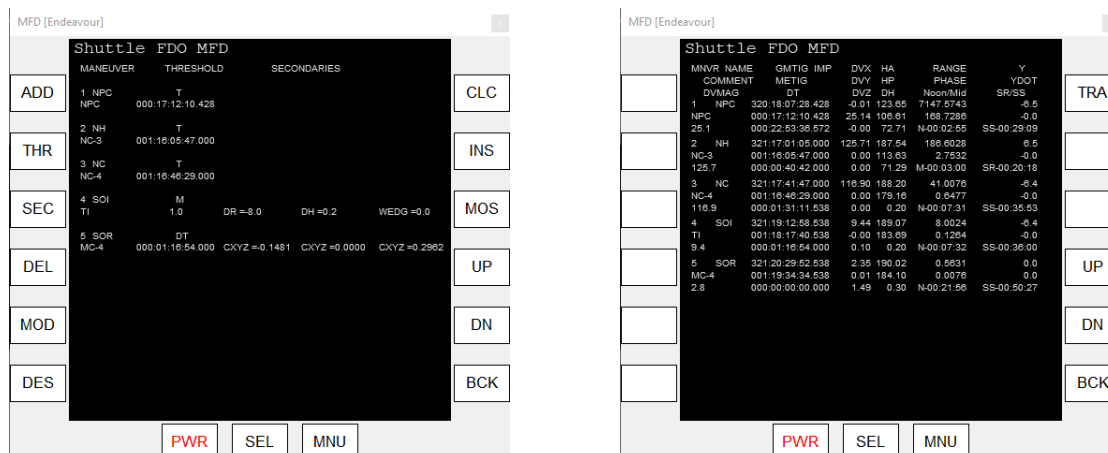 MFD [Endeavour]
Shuttle FDO MFD
MANEUVER THRESHOLD SECONDARIES
1 NPC T
NPC 000:17:12:10.428
2 NH T
NC-3 001:16:05:47.000
3 NC T
NC-4 001:16:46:29.000
4 SOI M
TI 1.0 DR =-8.0 DH =0.2 WEDG =0.0
5 SOR DT
MC-4 000:01:16:54.000 CXYZ =-0.1481 CXYZ =0.0000 CXYZ =0.2962
ADD
THR
SEC
DEL
MOD
DES
CLC
INS
MOS
UP
DN
BCK
PWR SEL MNU
MFD [Endeavour]
Shuttle FDO MFD
MNVR NAME GMTIG IMP DVX HA RANGE Y
COMMENT METIG DVY HP PHASE YDOT
DVMAG DT DVZ DH Noon/Mid SR/SS
1 NPC 320:18:07:28.428 -0.01 123.65 7147.5743 -6.5
NPC 000:17:12:10.428 25.14 106.61 168.7286 -0.0
25.1 000:22:53:36.572 -0.00 72.71 N-00:02:55 SS-00:29:09
2 NH 321:17:01:05.000 125.71 187.54 186.6028 6.5
NC-3 001:16:05:47.000 0.00 113.63 2.7532 -0.0
125.7 000:00:40:42.000 0.00 71.29 M-00:03:00 SR-00:20:18
3 NC 321:17:41:47.000 116.90 188.20 41.0076 -6.4
NC-4 001:16:46:29.000 0.00 179.16 0.6477 -0.0
116.9 000:01:31:11.538 0.00 0.20 N-00:07:31 SS-00:35:53
4 SOI 321:19:12:58.538 9.44 189.07 8.0024 -6.4
TI 001:18:17:40.538 -0.00 183.69 0.1264 -0.0
9.4 000:01:16:54.000 0.10 0.20 N-00:07:32 SS-00:36:00
5 SOR 321:20:29:52.538 2.35 190.02 0.5631 0.0
MC-4 001:19:34:34.538 0.01 184.10 0.0076 0.0
2.8 000:00:00:00.000 1.49 0.30 N-00:21:56 SS-00:50:27
TRA
UP
DN
BCK
PWR SEL MNU